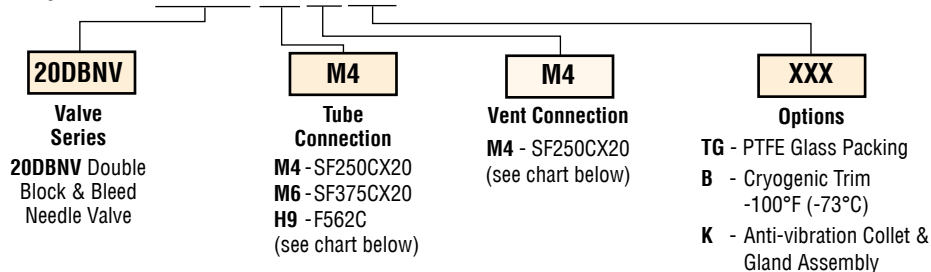 20DBNV
Valve
Series
20DBNV Double
Block & Bleed
Needle Valve
M4
Tube
Connection
M4 - SF250CX20
M6 - SF375CX20
H9 - F562C
(see chart below)
M4
Vent Connection
M4 - SF250CX20
(see chart below)
XXX
Options
TG - PTFE Glass Packing
B - Cryogenic Trim
-100°F (-73°C)
K - Anti-vibration Collet &
Gland Assembly